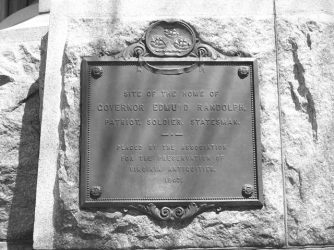 SITE OF THE HOME OF
GOVERNOR EDMUND RANDOLPH,
PATRIOT, SOLDIER, STATESMAN.
PLACED BY THE ASSOCIATION
FOR THE PRESERVATION OF
VIRGINIA ANTIQUITIES.